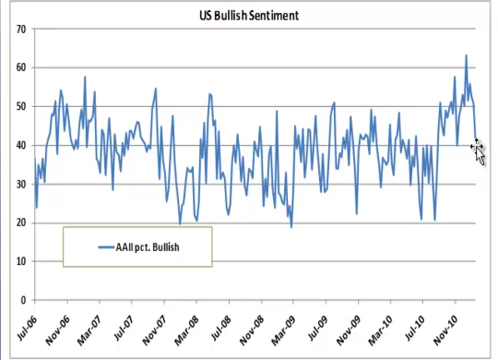 US Bullish Sentiment
70
60
50
40
30
20
10
0
AAII pct. Bullish
Jul-06
Nov-06
Mar-07
Jul-07
Nov-07
Mar-08
Jul-08
Nov-08
Mar-09
Jul-09
Nov-09
Mar-10
Jul-10
Nov-10